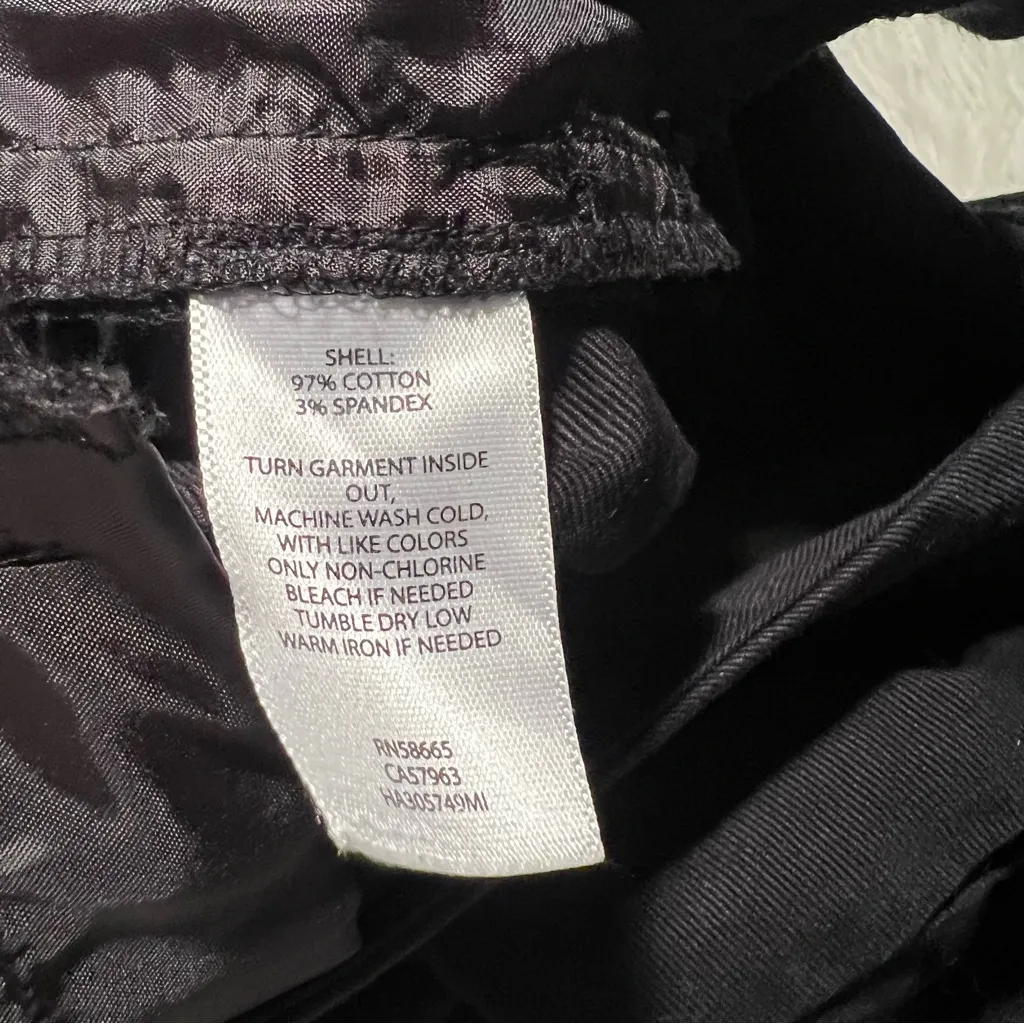 SHELL:
97% COTTON
3% SPANDEX
TURN GARMENT INSIDE
OUT,
MACHINE WASH COLD,
WITH LIKE COLORS
ONLY NON-CHLORINE
BLEACH IF NEEDED
TUMBLE DRY LOW
WARM IRON IF NEEDED
RN58665
CA57963
HA305749MI